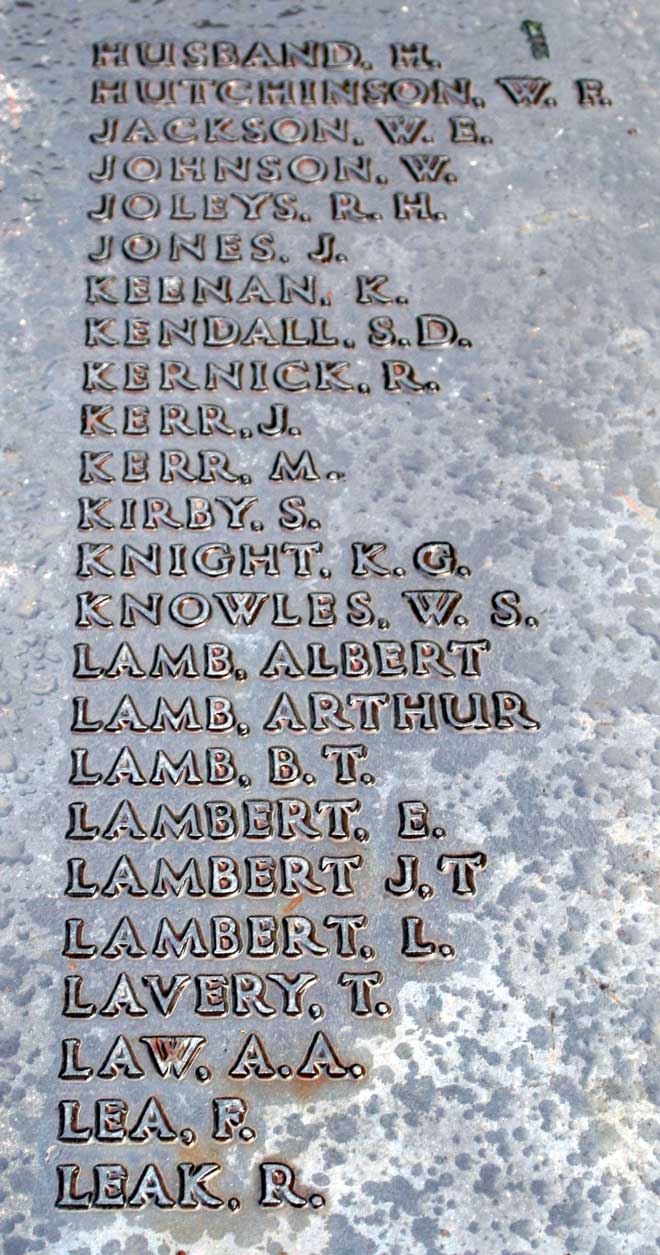 HUSBAND, H.
HUTCHINSON, W. F.
JACKSON, W. E.
JOHNSON, W.
JOLEYS, R. H.
JONES, J.
KEENAN, K.
KENDALL, S.D.
KERNICK, R.
KERR, J.
KERR, M.
KIRBY, S.
KNIGHT, K. G.
KNOWLES, W. S.
LAMB, ALBERT
LAMB, ARTHUR
LAMB, B. T.
LAMBERT, E.
LAMBERT J.T
LAMBERT, L.
LAVERY, T.
LAW, A.A.
LEA, F.
LEAK, R.